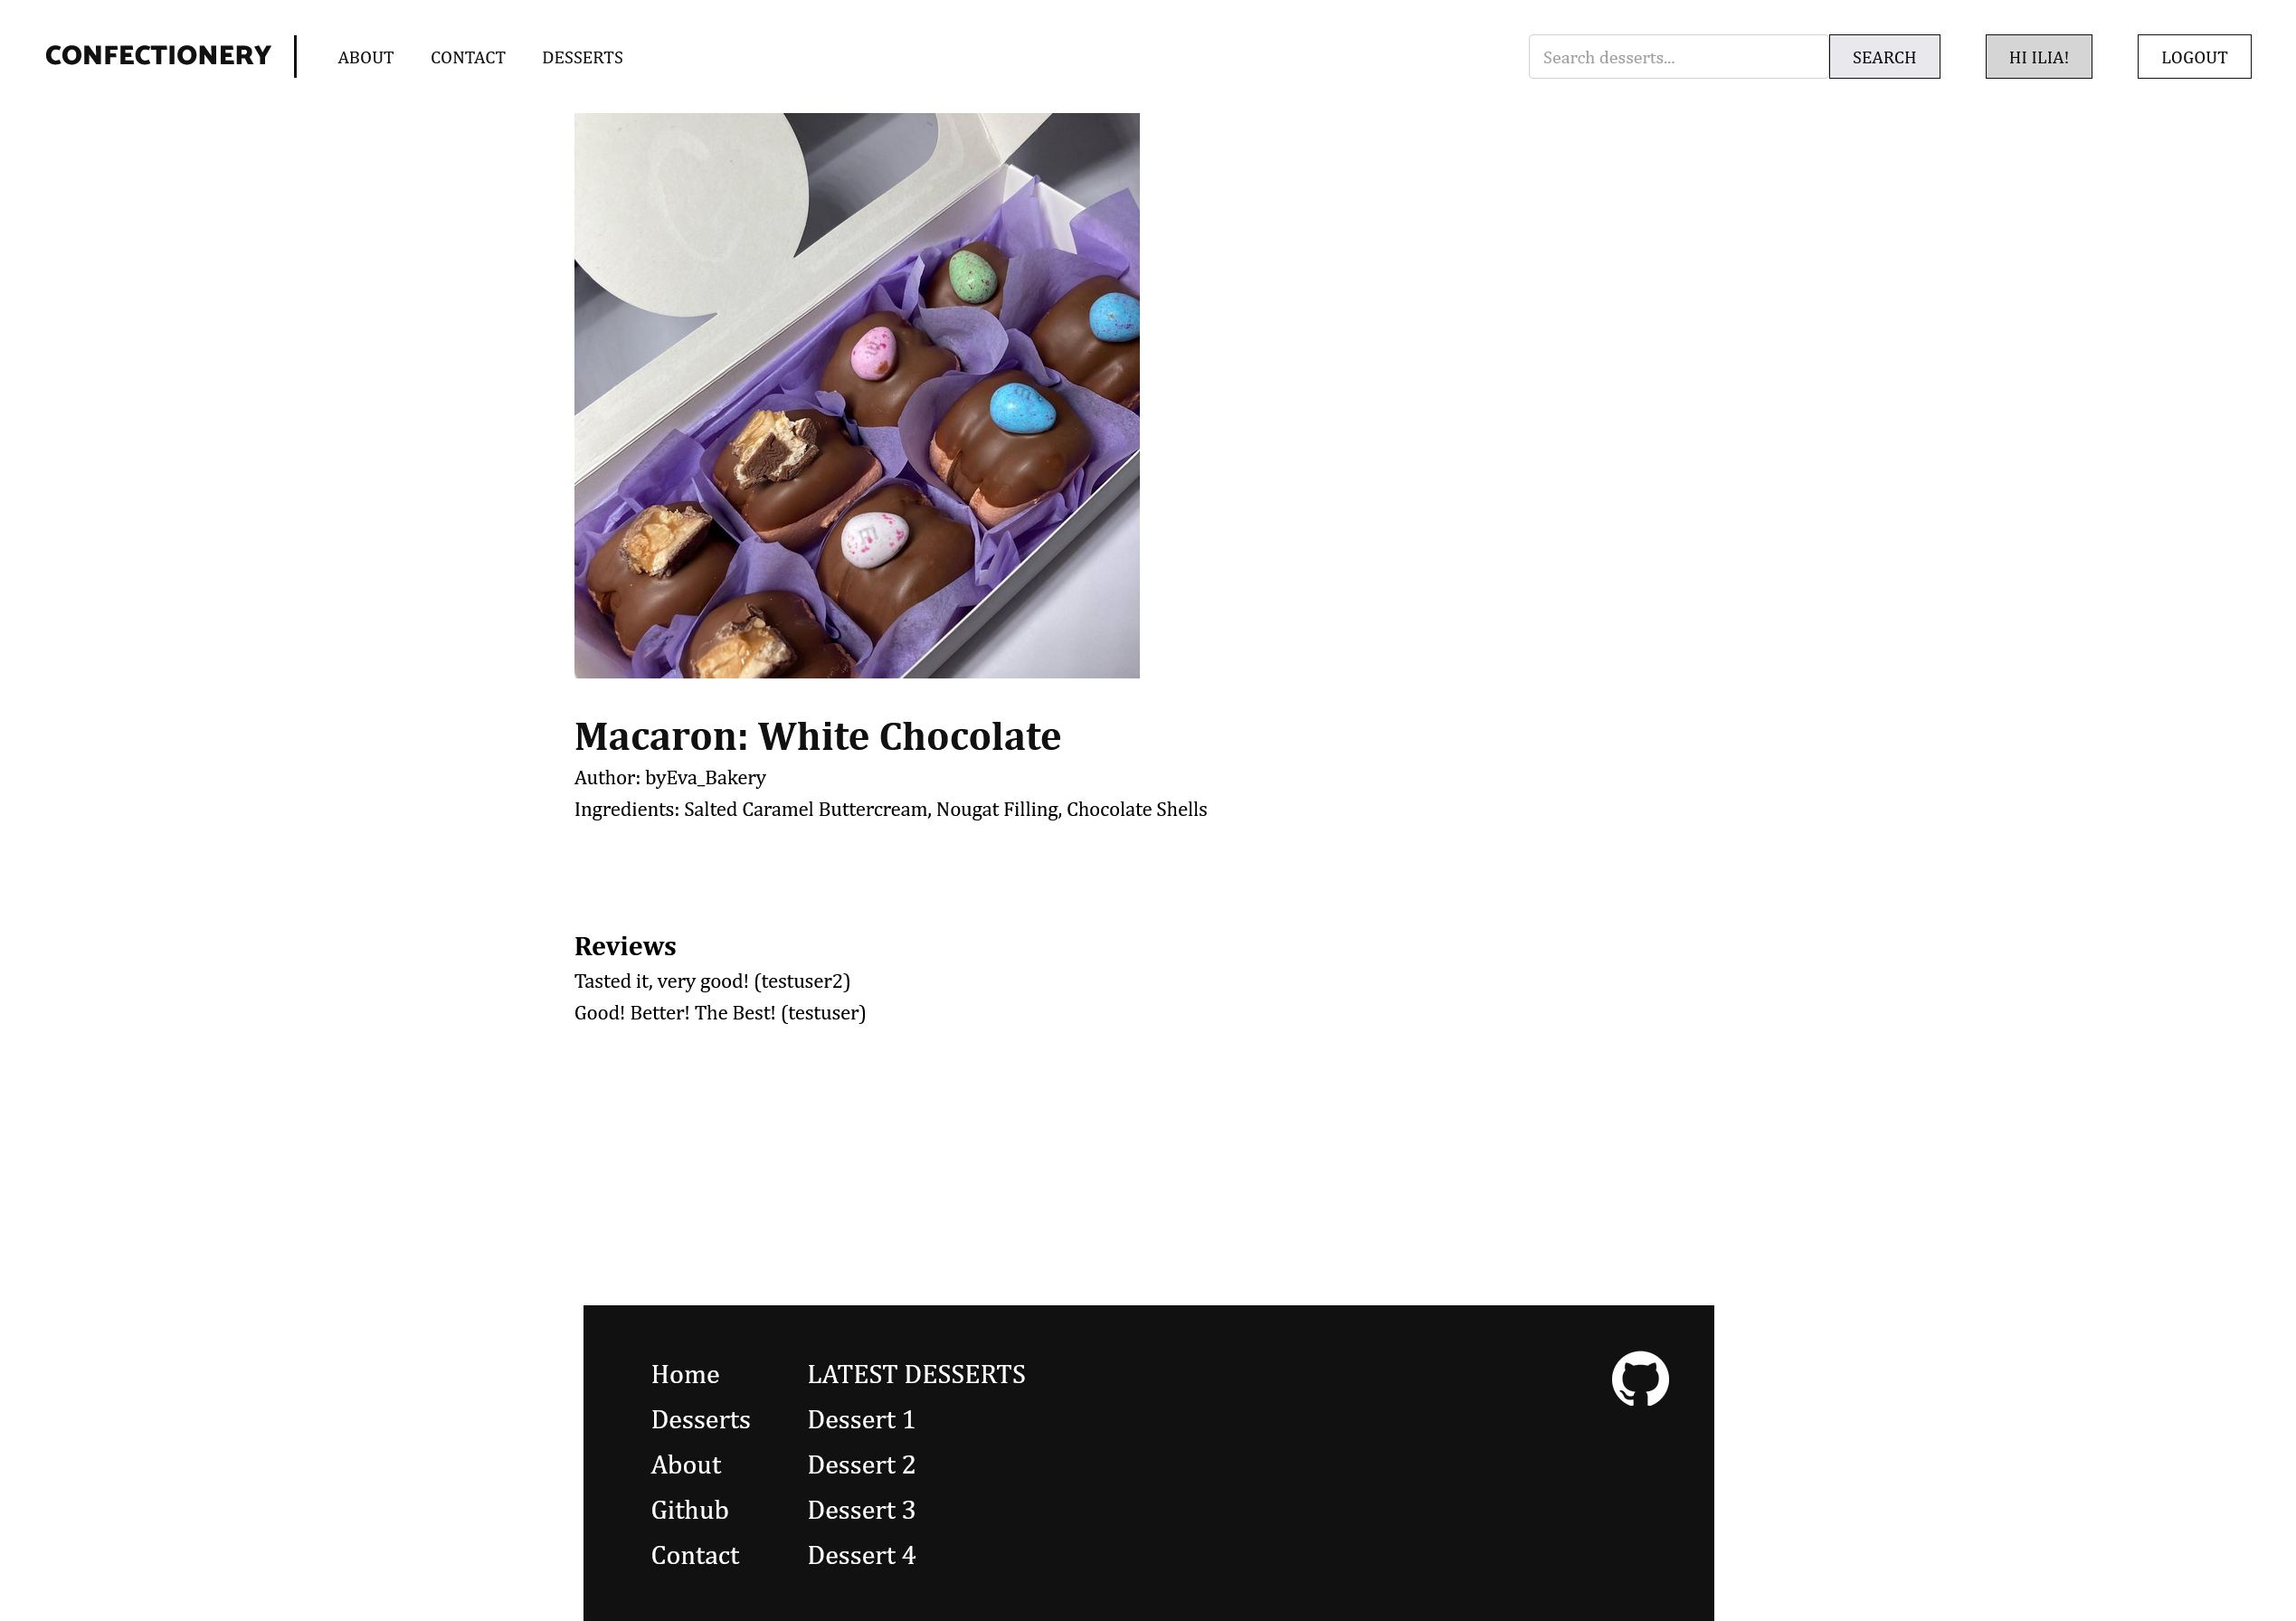 CONFECTIONERY ABOUT CONTACT DESSERTS Search desserts... SEARCH HI ILIA! LOGOUT
Macaron: White Chocolate
Author: byEva_Bakery
Ingredients: Salted Caramel Buttercream, Nougat Filling, Chocolate Shells
Reviews
Tasted it, very good! (testuser2)
Good! Better! The Best! (testuser)
Home
Desserts
About
Github
Contact
LATEST DESSERTS
Dessert 1
Dessert 2
Dessert 3
Dessert 4